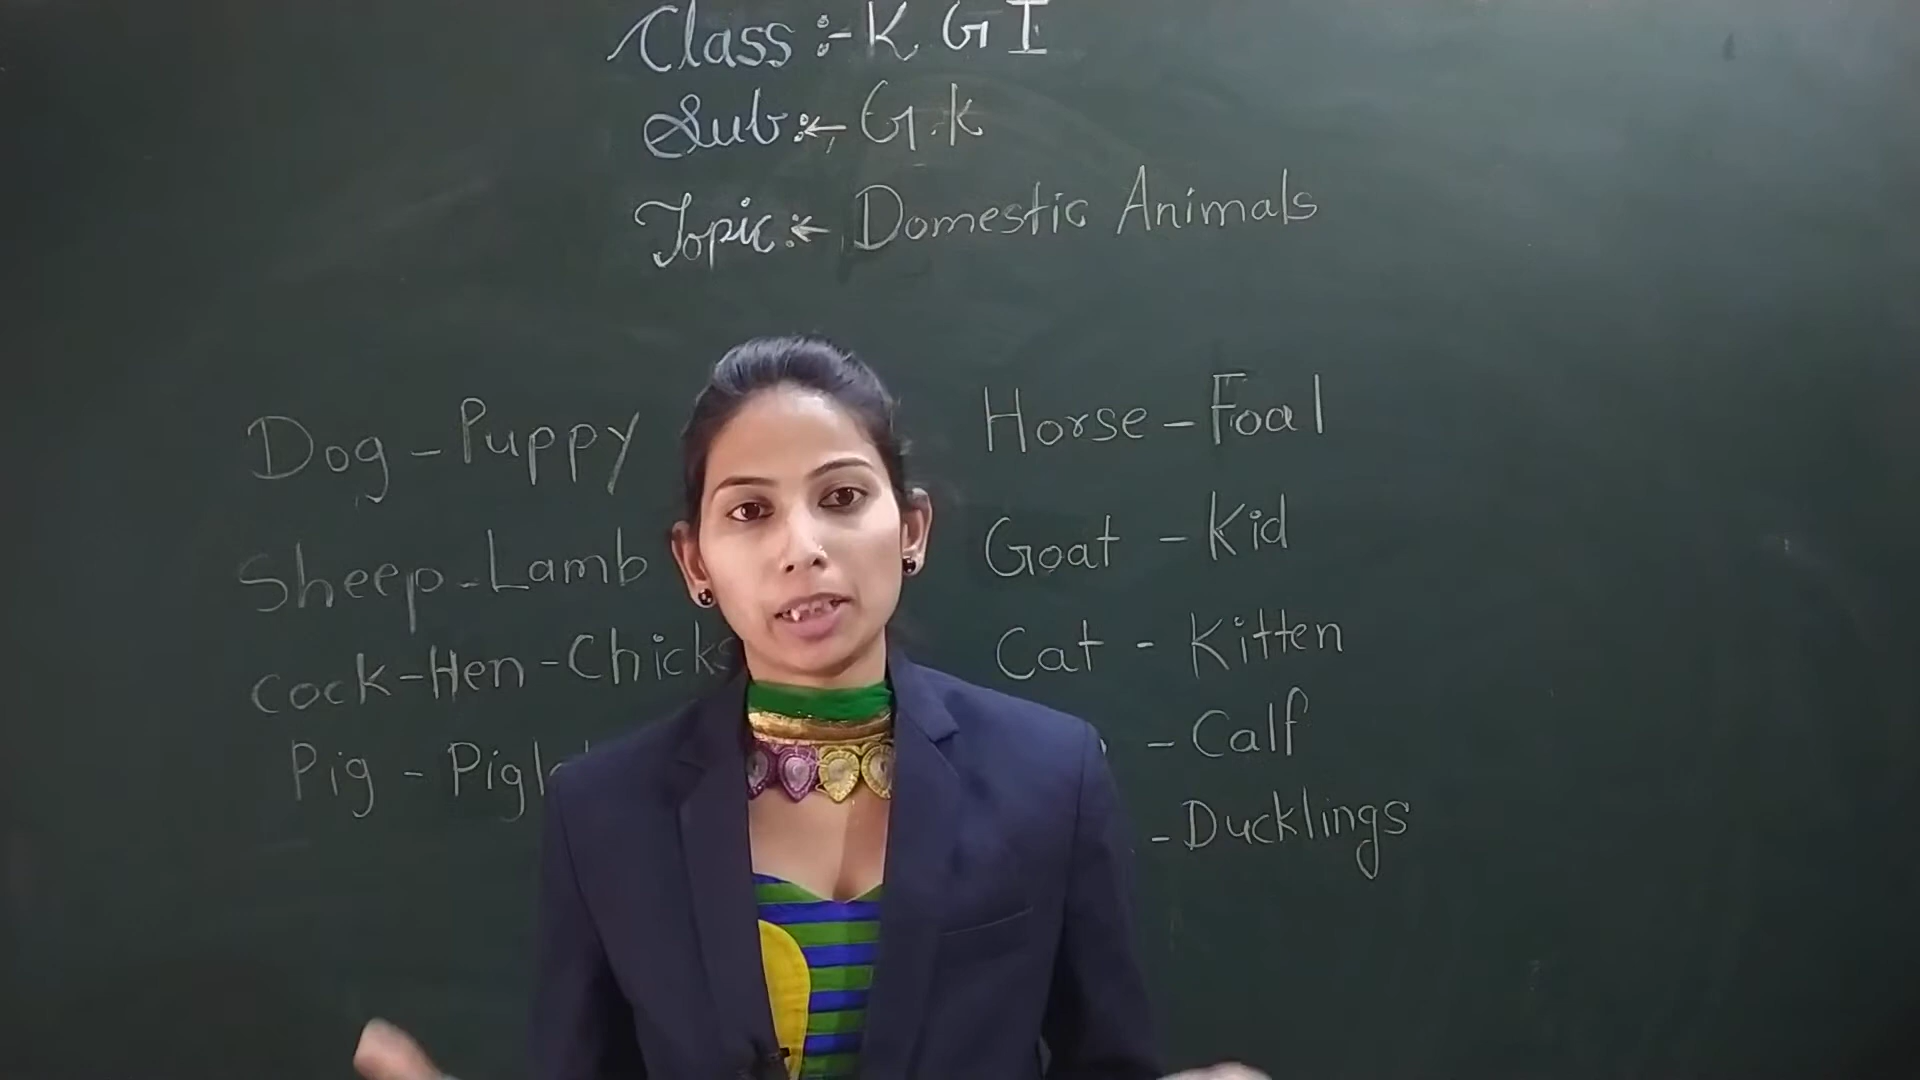 Class :- K G I
Sub :- G.K
Topic :- Domestic Animals
Dog - Puppy
Sheep - Lamb
Cock - Hen - Chicks
Pig -
Horse - Foal
Goat - Kid
Cat - Kitten
- Calf
- Ducklings